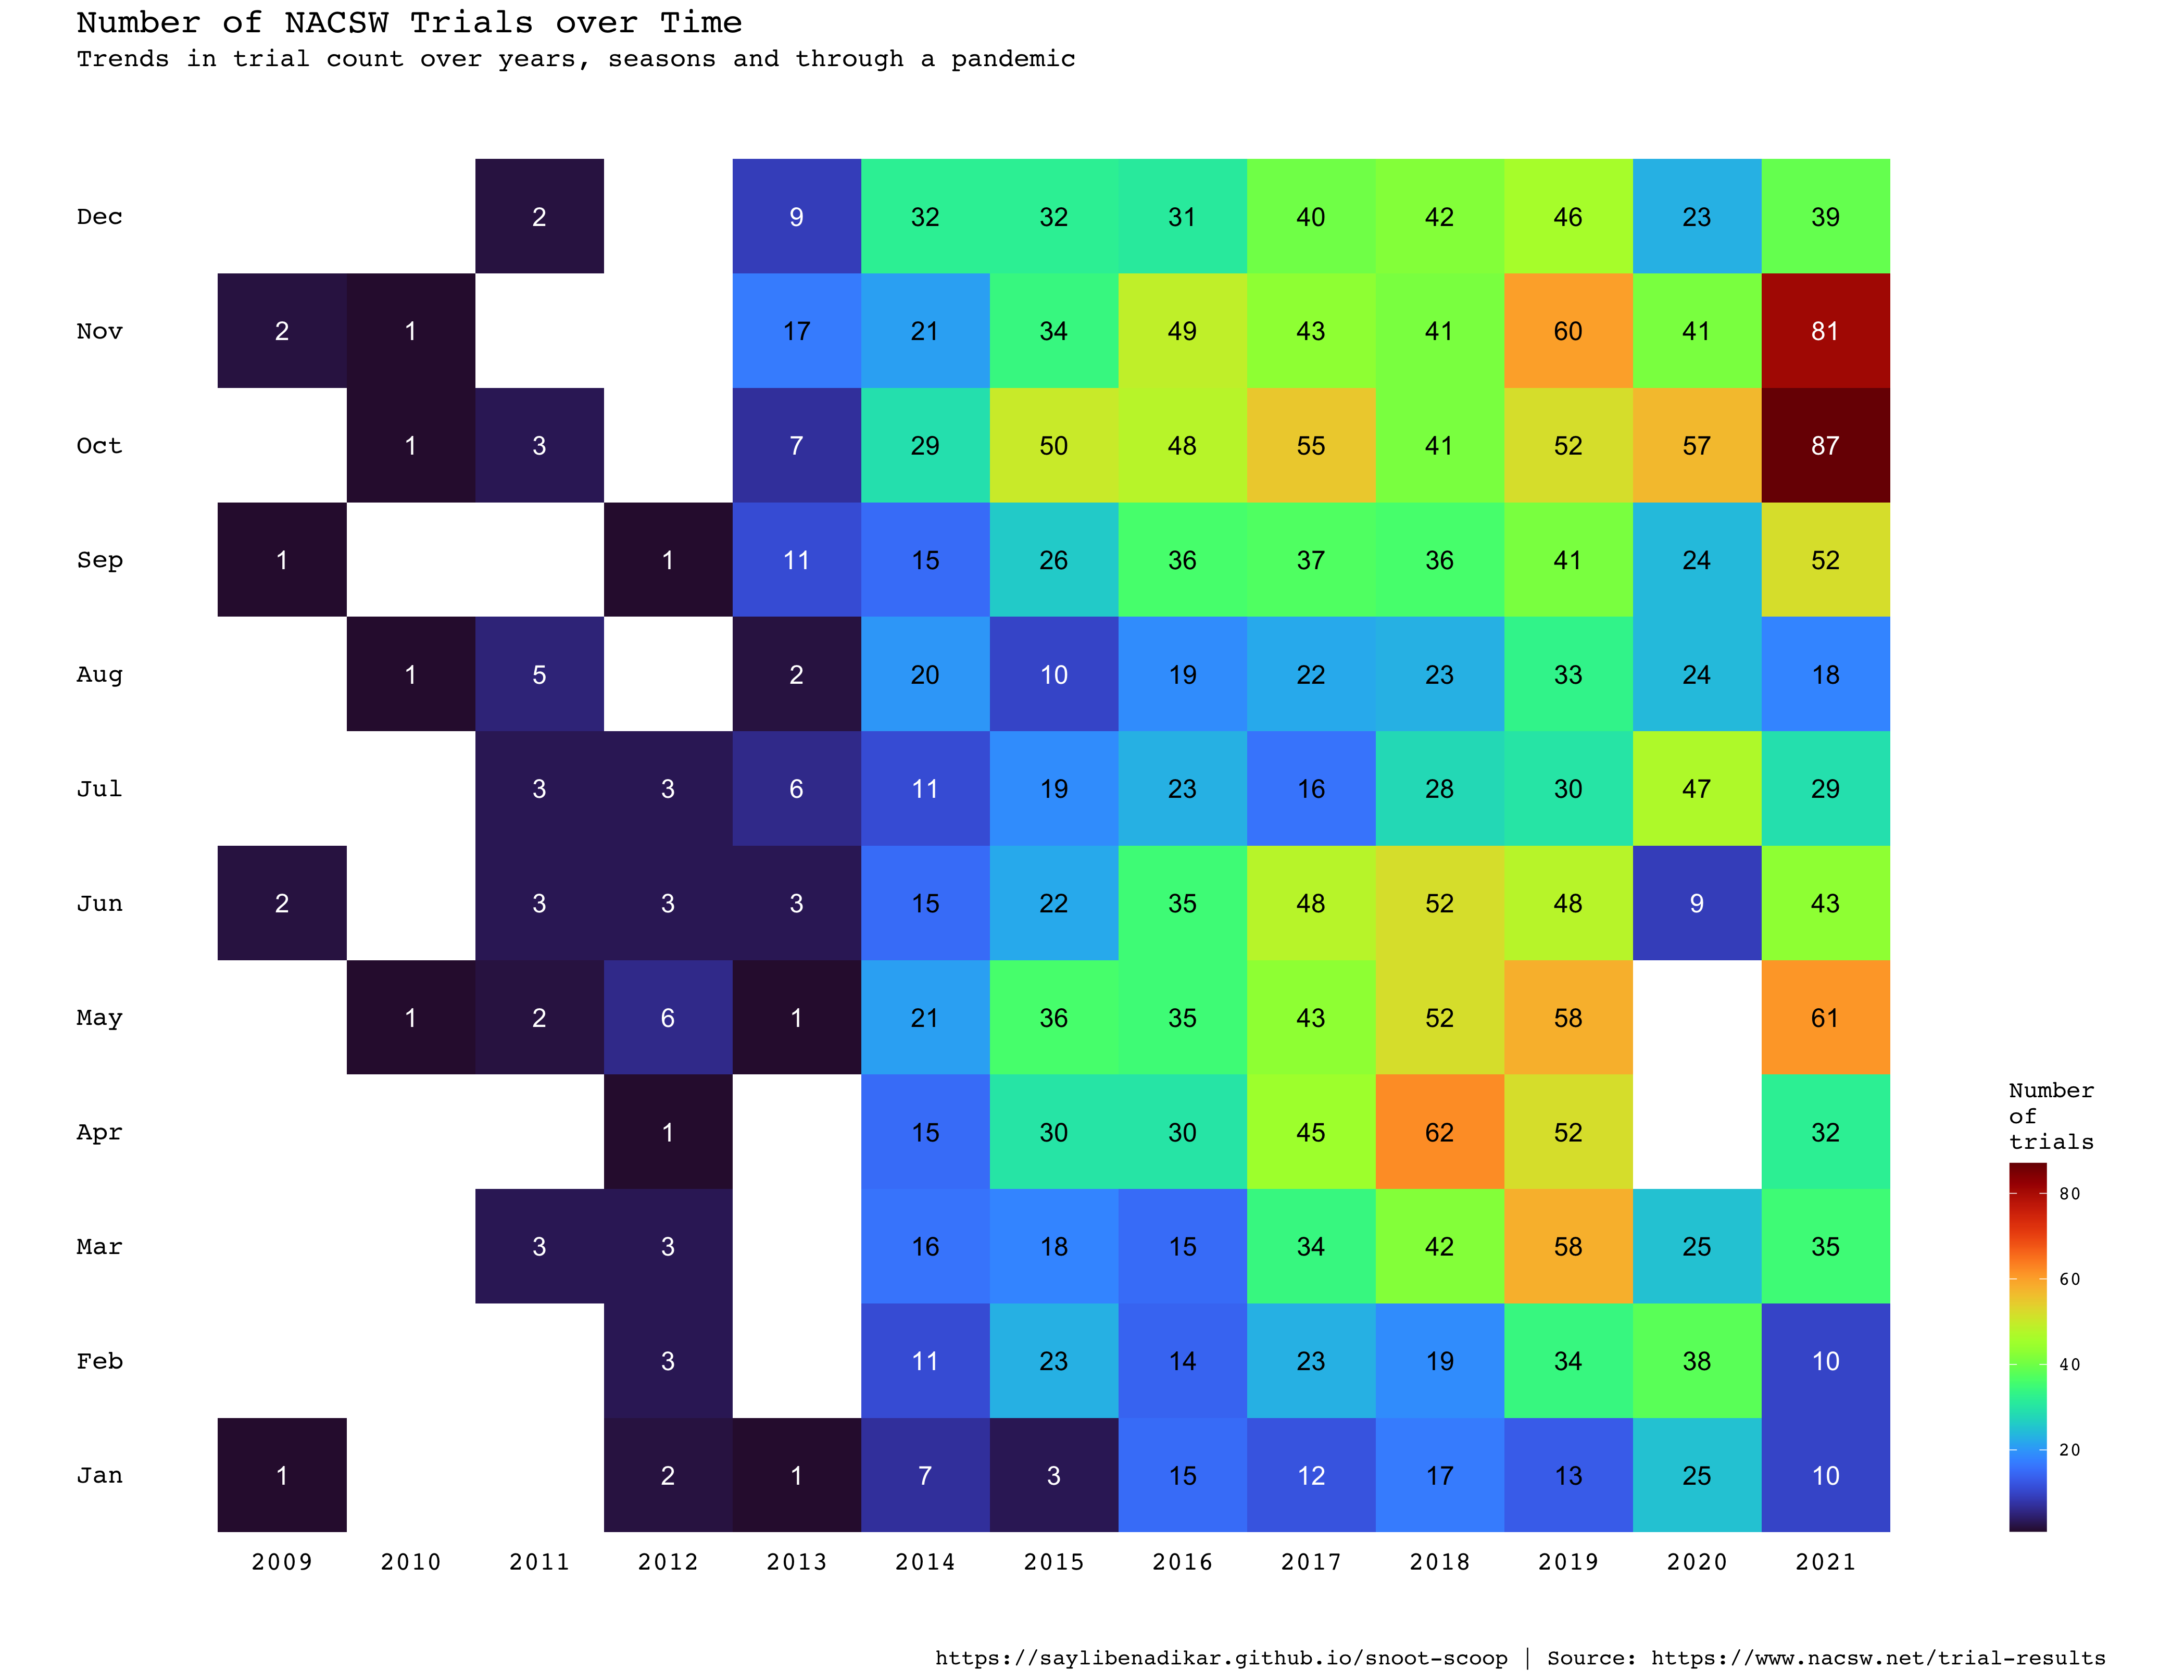 Number of NACSW Trials over Time
Trends in trial count over years, seasons and through a pandemic
Dec 2 9 32 32 31 40 42 46 23 39
Nov 2 1 17 21 34 49 43 41 60 41 81
Oct 1 3 7 29 50 48 55 41 52 57 87
Sep 1 1 11 15 26 36 37 36 41 24 52
Aug 1 5 2 20 10 19 22 23 33 24 18
Jul 3 3 6 11 19 23 16 28 30 47 29
Jun 2 3 3 3 15 22 35 48 52 48 9 43
May 1 2 6 1 21 36 35 43 52 58 61
Apr 1 15 30 30 45 62 52 32
Mar 3 3 16 18 15 34 42 58 25 35
Feb 3 11 23 14 23 19 34 38 10
Jan 1 2 1 7 3 15 12 17 13 25 10
2009 2010 2011 2012 2013 2014 2015 2016 2017 2018 2019 2020 2021
Number
of
trials
80
60
40
20
https://saylibenadikar.github.io/snoot-scoop | Source: https://www.nacsw.net/trial-results